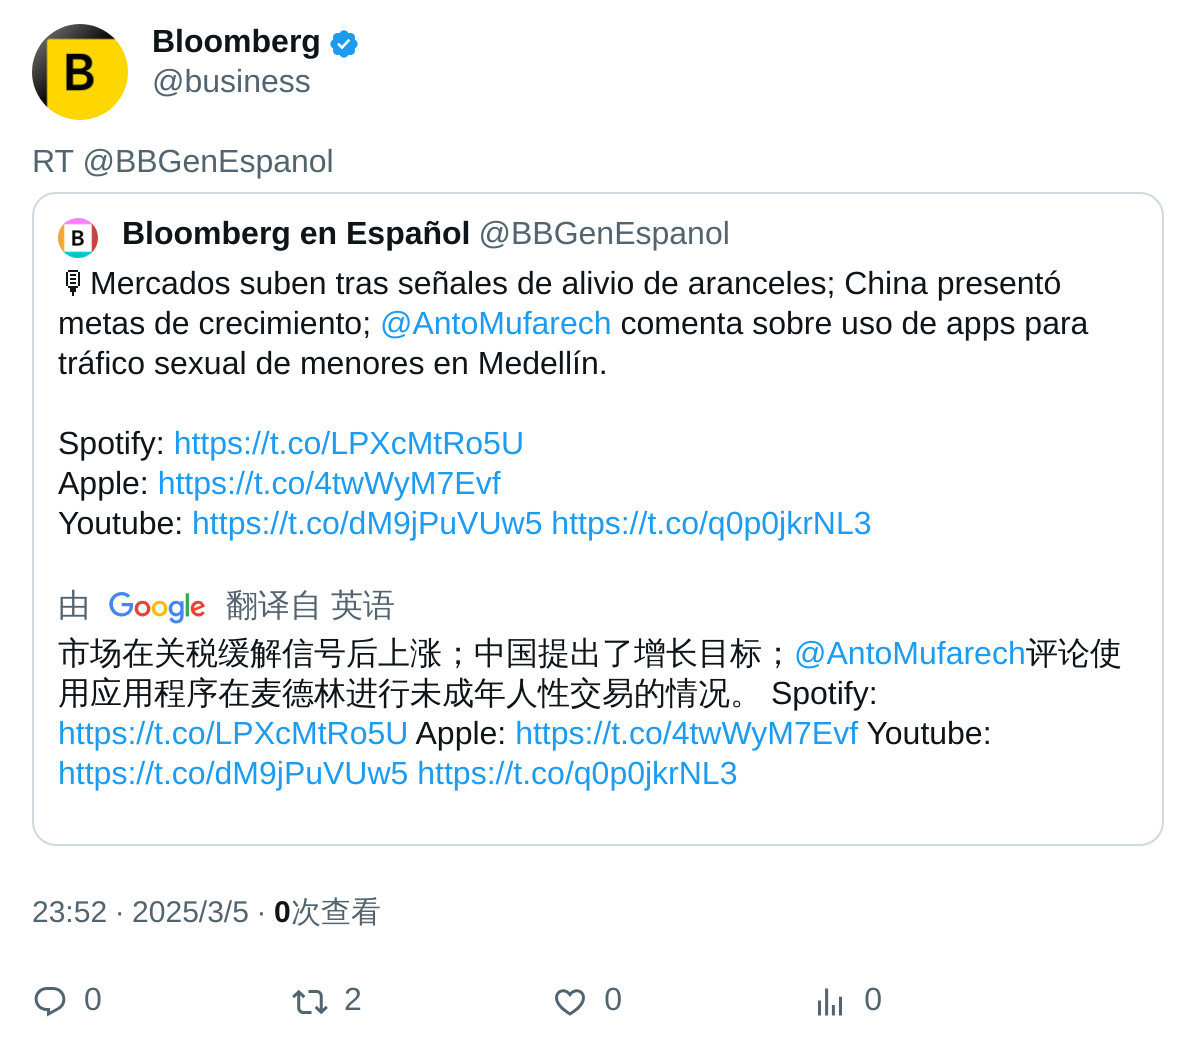 Bloomberg
@business
RT @BBGenEspanol
B
B
Bloomberg en Español @BBGenEspanol
🎙Mercados suben tras señales de alivio de aranceles; China presentó
metas de crecimiento; @AntoMufarech comenta sobre uso de apps para
tráfico sexual de menores en Medellín.
Spotify: https://t.co/LPXcMtRo5U
Apple: https://t.co/4twWyM7Evf
Youtube: https://t.co/dM9jPuVUw5 https://t.co/q0p0jkrNL3
由 Google 翻译自 英语
市场在关税缓解信号后上涨；中国提出了增长目标；@AntoMufarech评论使
用应用程序在麦德林进行未成年人性交易的情况。 Spotify:
https://t.co/LPXcMtRo5U Apple: https://t.co/4twWyM7Evf Youtube:
https://t.co/dM9jPuVUw5 https://t.co/q0p0jkrNL3
23:52 · 2025/3/5 · 0次查看
0 2 0 0